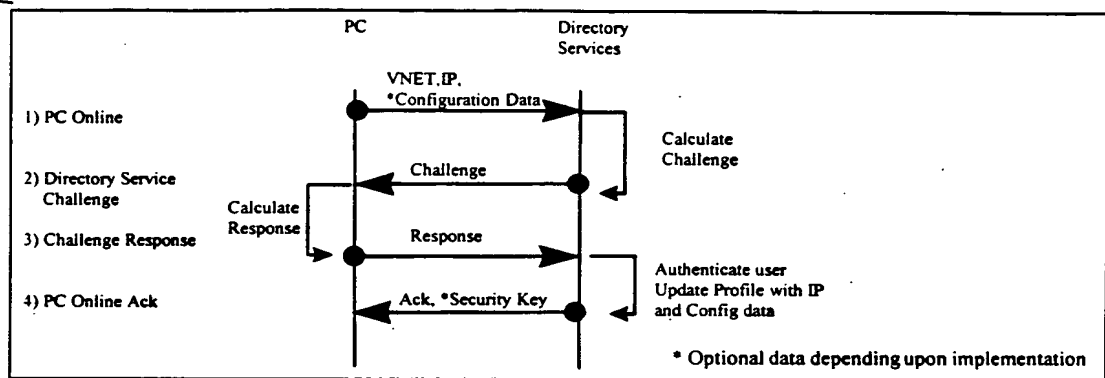 PC
Directory
Services
VNET, IP,
*Configuration Data
1) PC Online
Calculate
Challenge
2) Directory Service
Challenge
Challenge
Calculate
Response
3) Challenge Response
Response
Authenticate user
Update Profile with IP
and Config data
4) PC Online Ack
Ack, *Security Key
* Optional data depending upon implementation